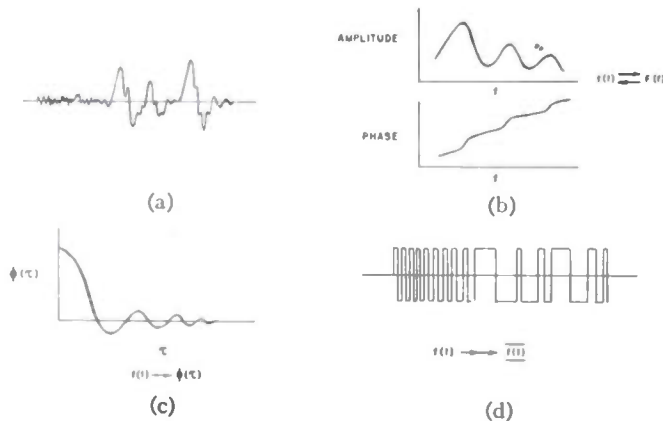 (a)
AMPLITUDE
f
f(t) ⇌ F(f)
PHASE
f
(b)
ϕ(τ)
τ
f(t) → ϕ(τ)
(c)
f(t) → f(t)
(d)